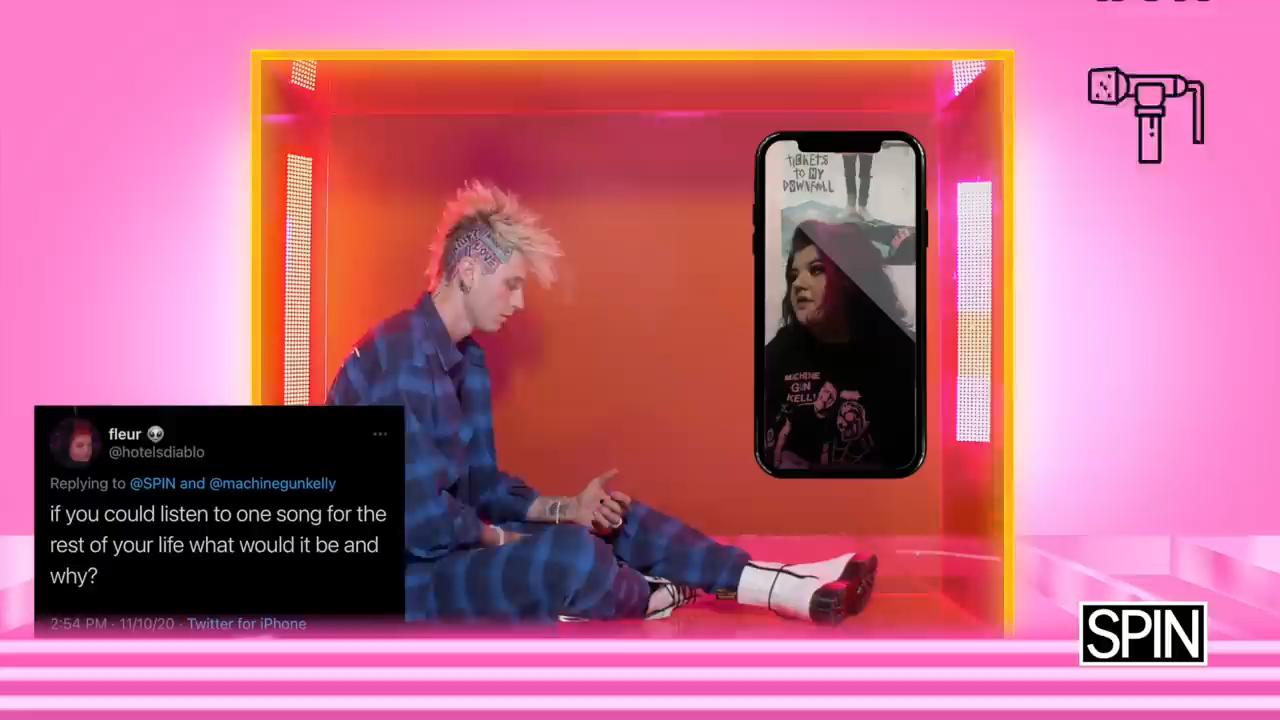 TICKETS
TO MY
DOWNFALL
MACHINE
GUN
KELLY
fleur
@hotelsdiablo
Replying to @SPIN and @machinegunkelly
if you could listen to one song for the
rest of your life what would it be and
why?
2:54 PM · 11/10/20 · Twitter for iPhone
SPIN